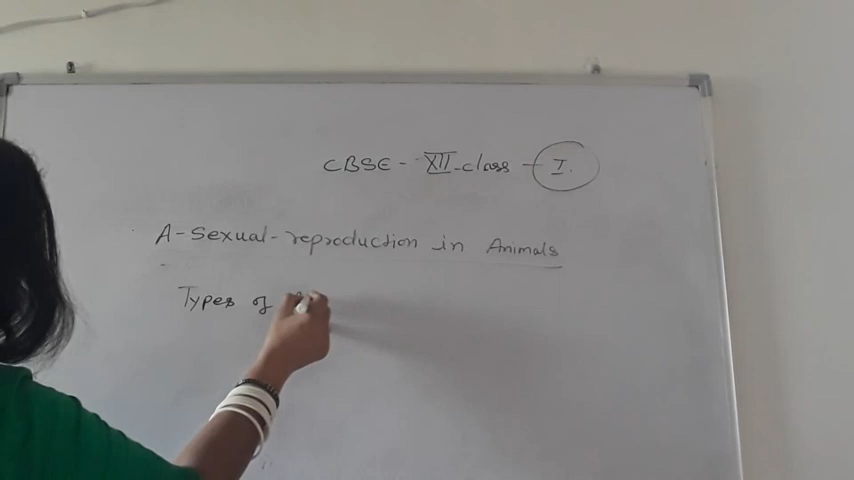 CBSE - XII - class - I.
A - sexual - reproduction in Animals
Types of